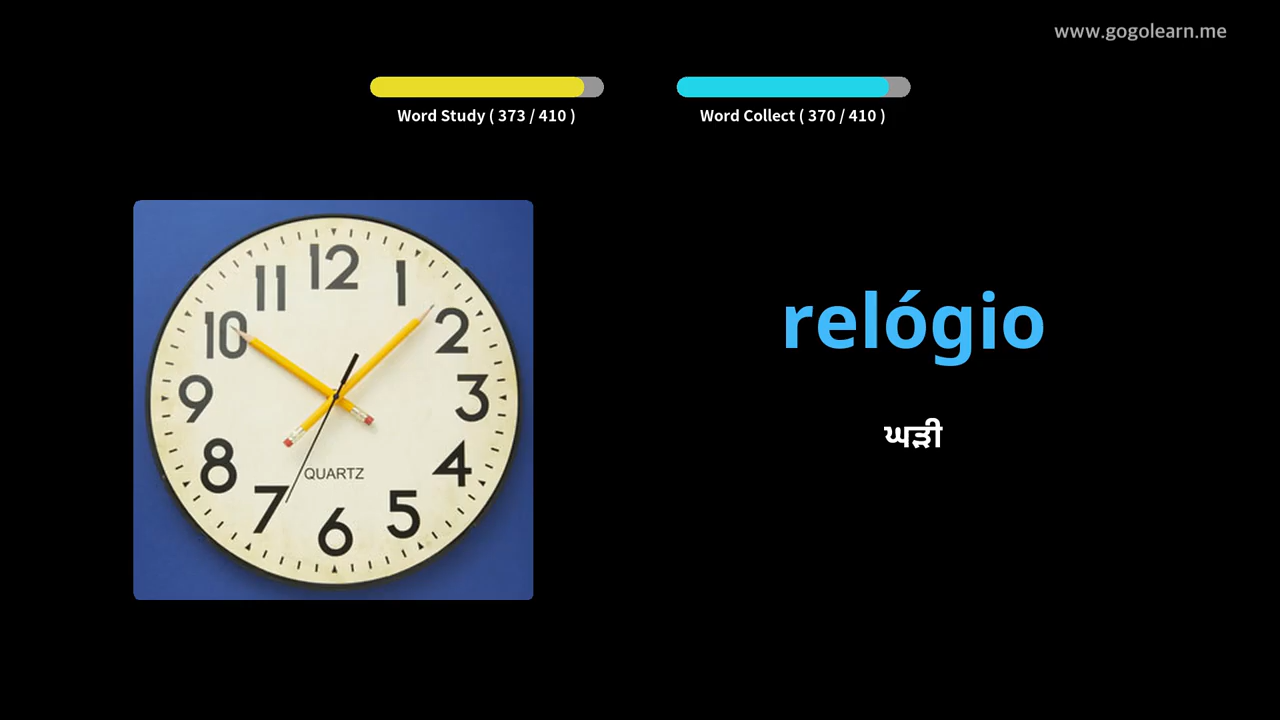 www.gogolearn.me
Word Study ( 373 / 410 )
Word Collect ( 370 / 410 )
12
11
1
10
2
9
3
8
4
QUARTZ
7
5
6
relógio
घड़ी